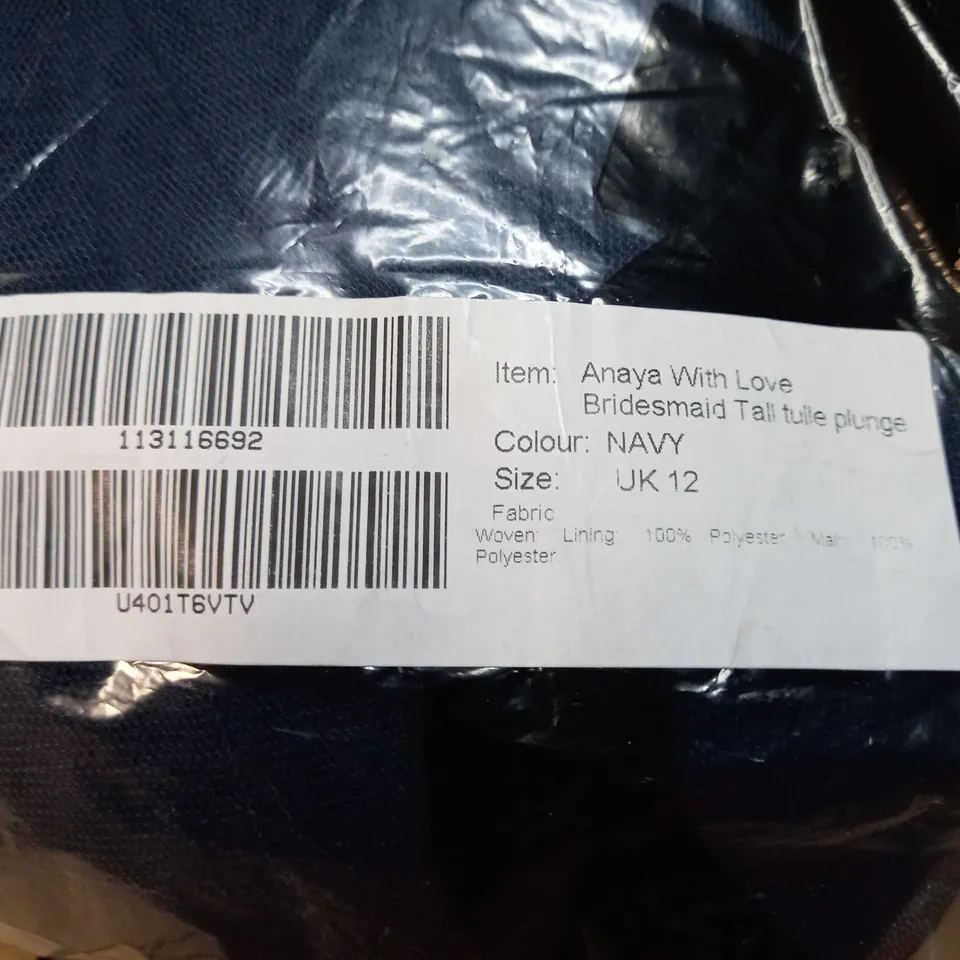 113116692
U401T6VTV
Item: Anaya With Love
Bridesmaid Tall tulle plunge
Colour: NAVY
Size: UK 12
Fabric
Woven: Lining: 100% Polyester Main: 100%
Polyester.